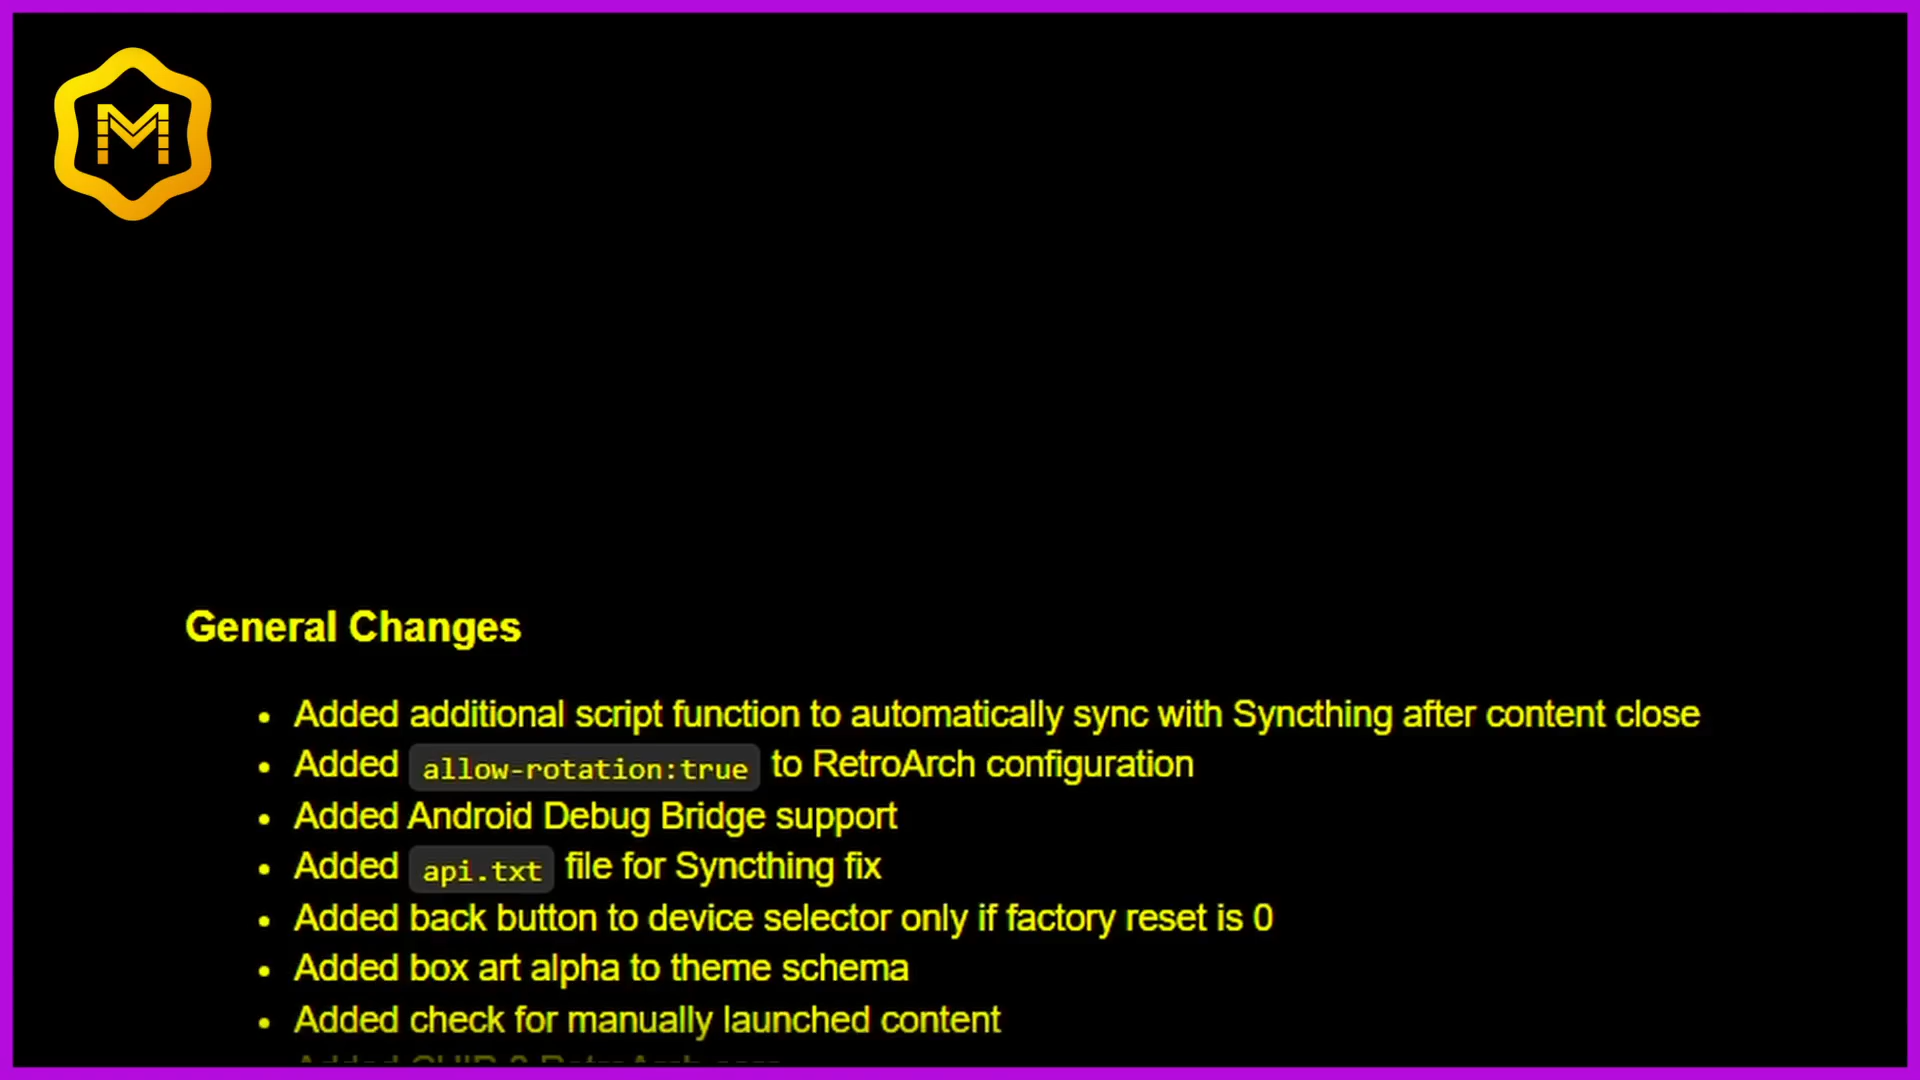 M
General Changes
• Added additional script function to automatically sync with Syncthing after content close
• Added allow-rotation:true to RetroArch configuration
• Added Android Debug Bridge support
• Added api.txt file for Syncthing fix
• Added back button to device selector only if factory reset is 0
• Added box art alpha to theme schema
• Added check for manually launched content
Added